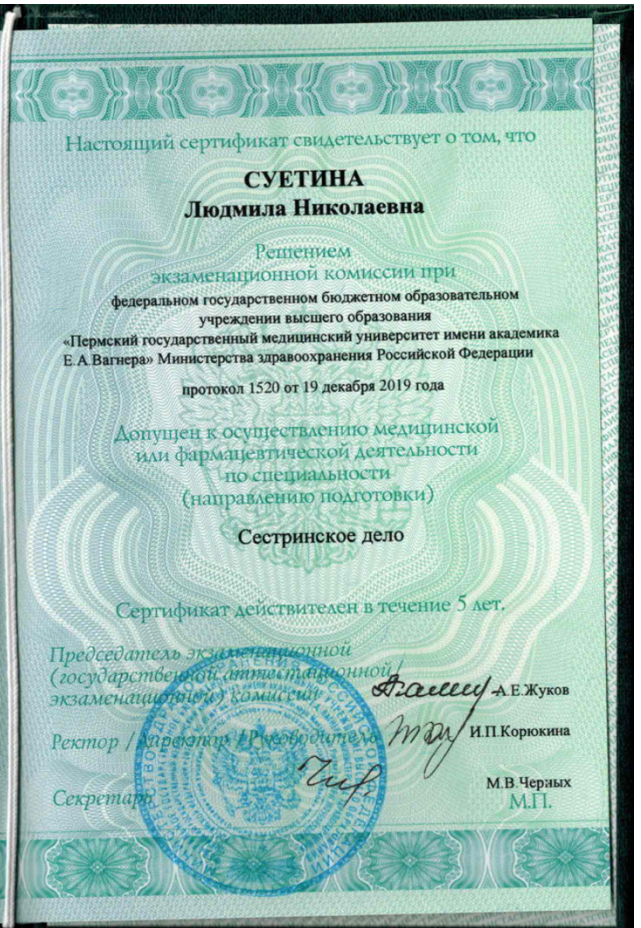 Настоящий сертификат свидетельствует о том, что
СУЕТИНА
Людмила Николаевна
Решением
экзаменационной комиссии при
федеральном государственном бюджетном образовательном
учреждении высшего образования
«Пермский государственный медицинский университет имени академика
Е.А.Вагнера» Министерства здравоохранения Российской Федерации
протокол 1520 от 19 декабря 2019 года
Допущен к осуществлению медицинской
или фармацевтической деятельности
по специальности
(направлению подготовки)
Сестринское дело
Сертификат действителен в течение 5 лет.
Председатель экзаменационной
(государственной аттестационной/
экзаменационной) комиссии
А.Е.Жуков
Ректор / Директор / Руководитель
И.П.Корюкина
М.В.Черных
Секретарь
М.П.